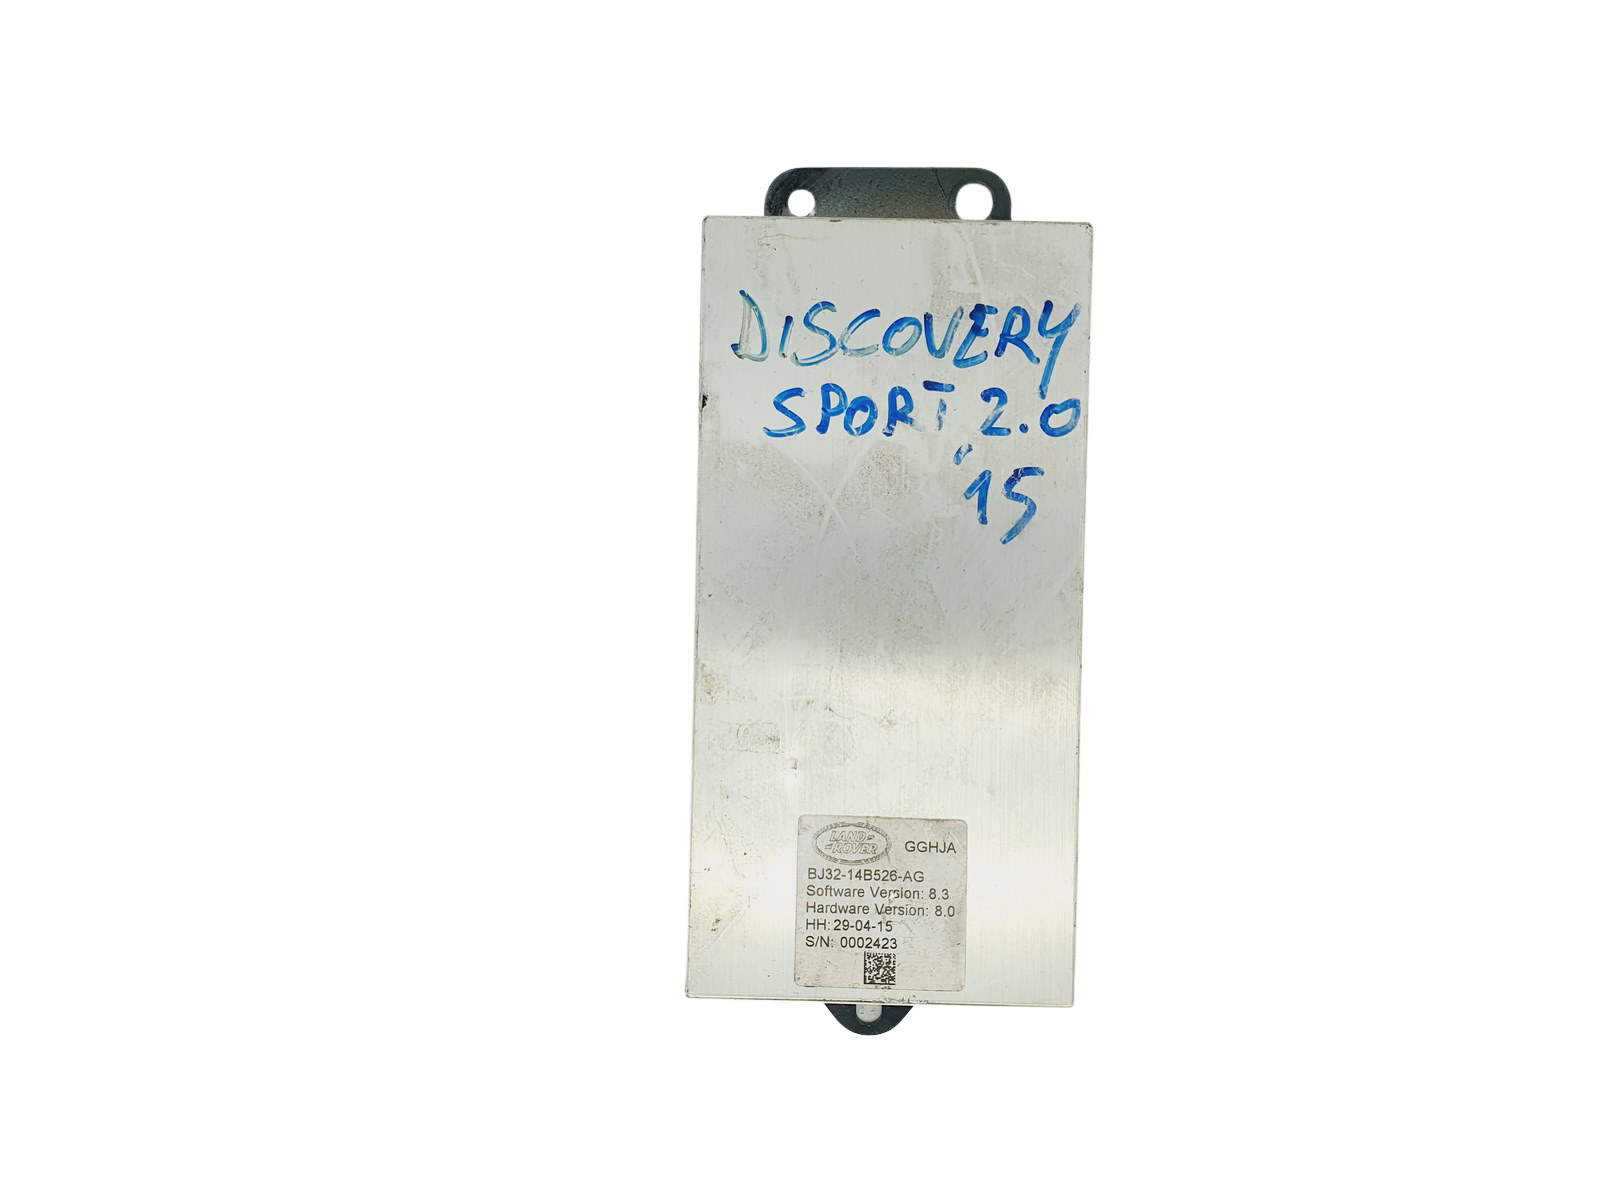 DISCOVERY
SPORT 2.0
'15
LAND-
-ROVER
GGHJA
BJ32-14B526-AG
Software Version: 8.3
Hardware Version: 8.0
HH: 29-04-15
S/N: 0002423